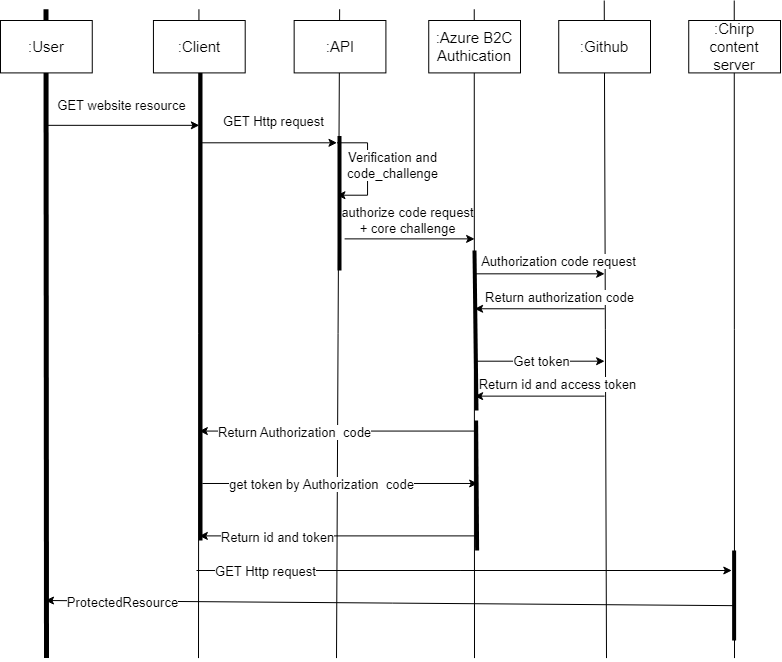 :User
:Client
:API
:Azure B2C
Authication
:Github
:Chirp
content
server
GET website resource
GET Http request
Verification and
code_challenge
authorize code request
+ core challenge
Authorization code request
Return authorization code
Get token
Return id and access token
Return Authorization  code
get token by Authorization  code
Return id and token
GET Http request
ProtectedResource